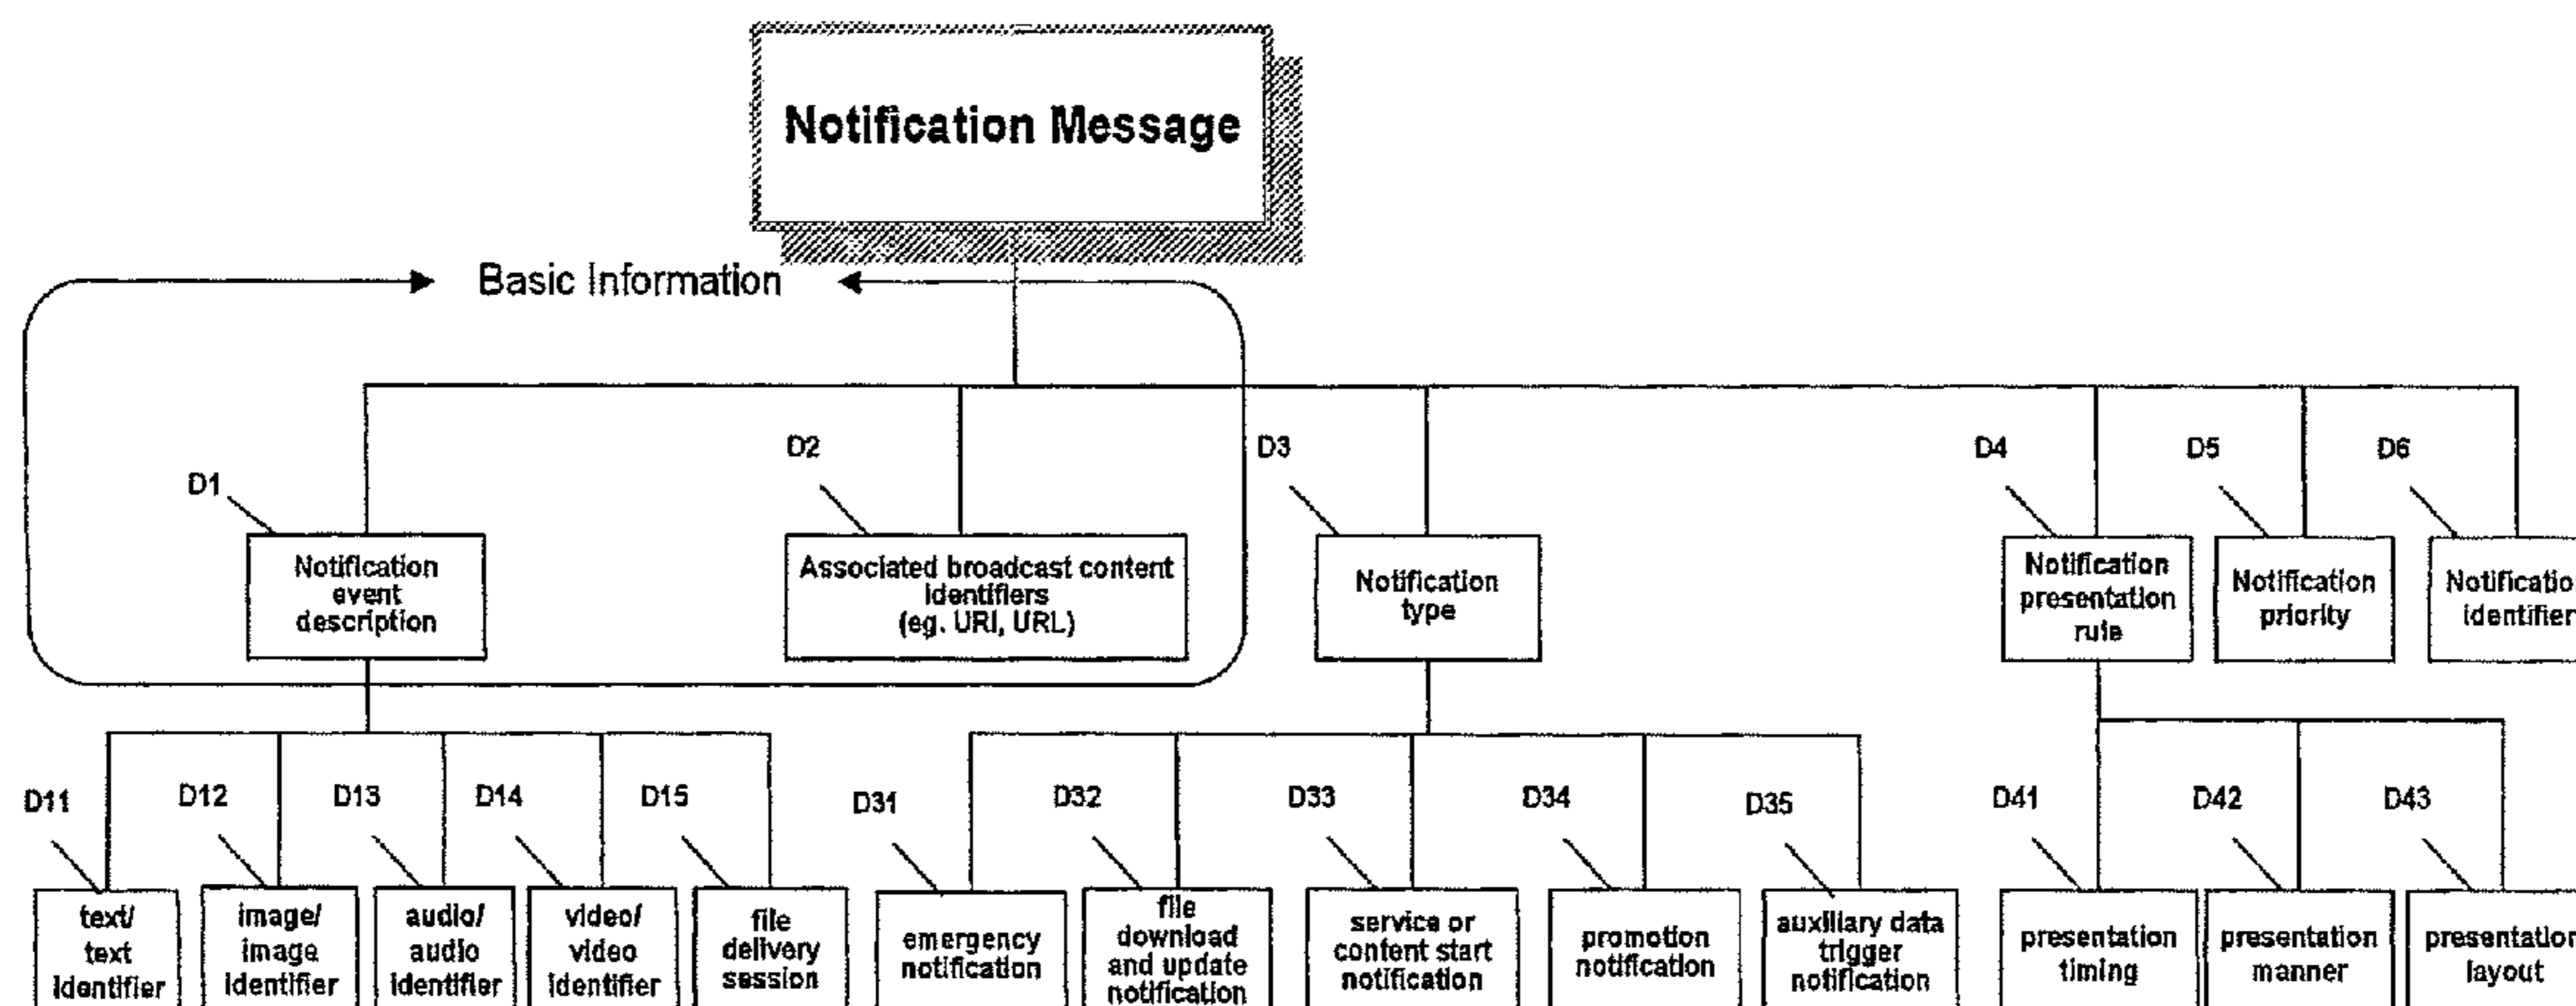 Notification Message
Basic Information
D1
D2
D3
D4
D5
D6
Notification
event
description
Associated broadcast content
identifiers
(eg. URI, URL)
Notification
type
Notification
presentation
rule
Notification
priority
Notificatio
identifier
D11
D12
D13
D14
D15
D31
D32
D33
D34
D35
D41
D42
D43
text/
text
identifier
image/
image
identifier
audio/
audio
identifier
video/
video
identifier
file
delivery
session
emergency
notification
file
download
and update
notification
service or
content start
notification
promotion
notification
auxiliary data
trigger
notification
presentation
timing
presentation
manner
presentation
layout